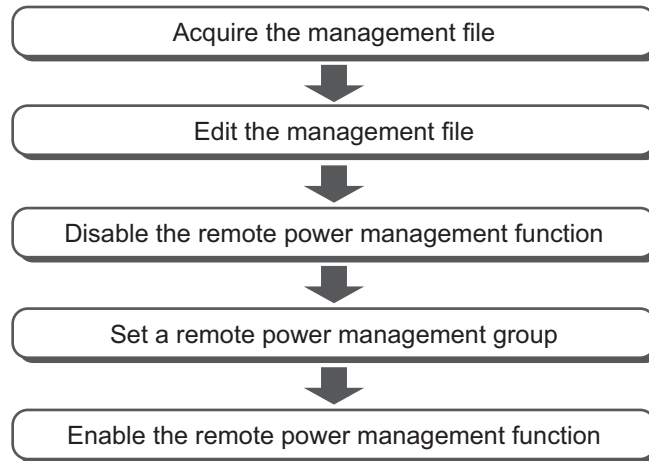 Acquire the management file
Edit the management file
Disable the remote power management function
Set a remote power management group
Enable the remote power management function